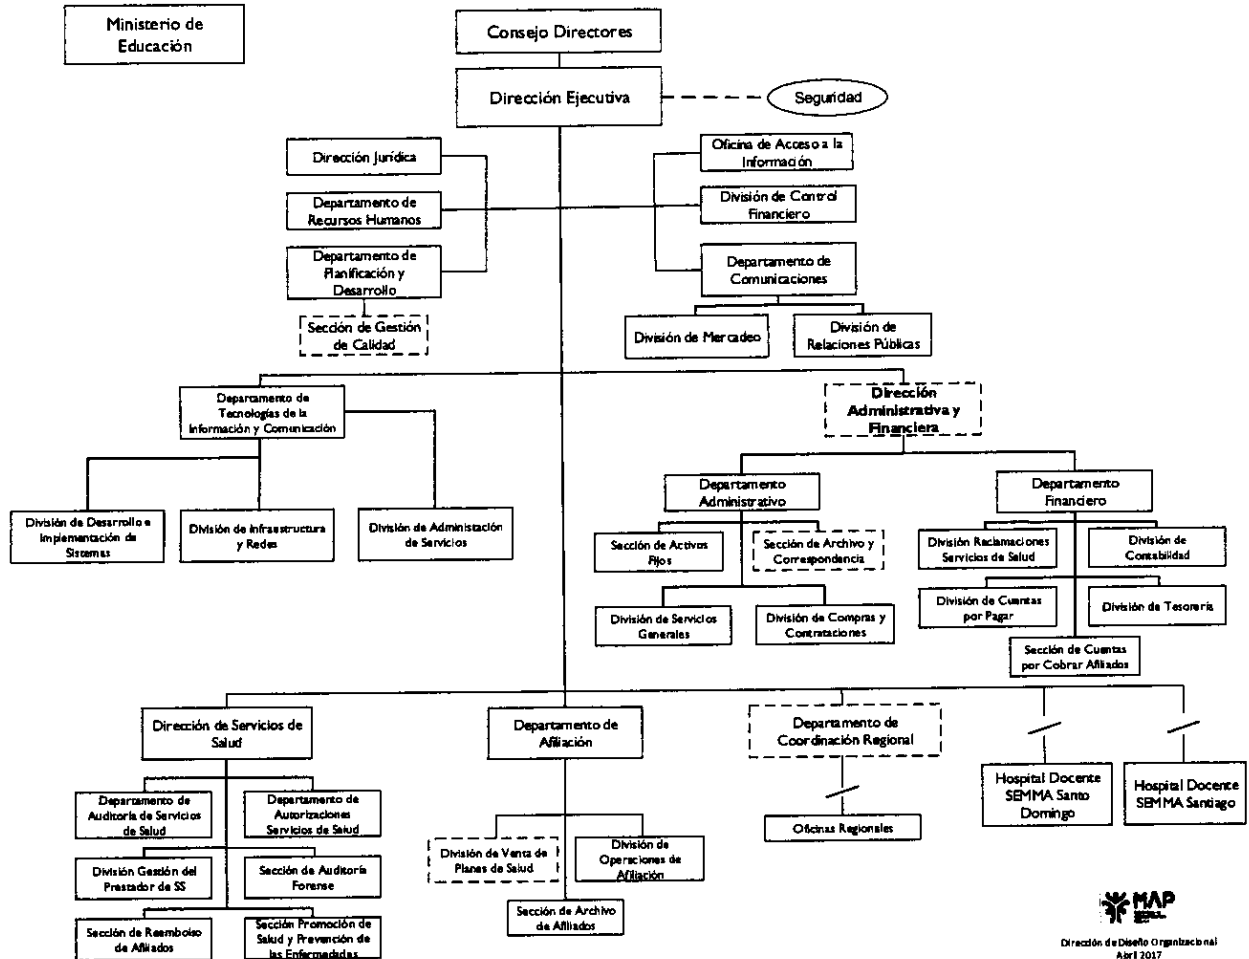 Ministerio de
Educación
Consejo Directores
Dirección Ejecutiva
Seguridad
Dirección Jurídica
Oficina de Acceso a la
Información
Departamento de
Recursos Humanos
División de Control
Financiero
Departamento de
Planificación y
Desarrollo
Departamento de
Comunicaciones
Sección de Gestión
de Calidad
División de Mercadeo
División de
Relaciones Públicas
Departamento de
Tecnologías de la
Información y Comunicación
Dirección
Administrativa y
Financiera
Departamento
Administrativo
Departamento
Financiero
División de Desarrollo e
Implementación de
Sistemas
División de Infraestructura
y Redes
División de Administación
de Servicios
Sección de Activos
Fijos
Sección de Archivo y
Correspondencia
División Reclamaciones
Servicios de Salud
División de
Contabilidad
División de Servicios
Generales
División de Compras y
Contrataciones
División de Cuentas
por Pagar
División de Tesorería
Sección de Cuentas
por Cobrar Afiliados
Dirección de Servicios de
Salud
Departamento de
Afiliación
Departamento de
Coordinación Regional
Hospital Docente
SEMMA Santo
Domingo
Hospital Docente
SEMMA Santiago
Departamento de
Auditoría de Servicios
de Salud
Departamento de
Autorizaciones
Servicios de Salud
Oficinas Regionales
División de Venta de
Planes de Salud
División de
Operaciones de
Afiliación
División Gestión del
Prestador de SS
Sección de Auditoría
Forense
Sección de Archivo
de Afiliados
Sección de Reembolso
de Afiliados
Sección Promoción de
Salud y Prevención de
las Enfermedades
MAP
Dirección de Diseño Organizacional
Abril 2017